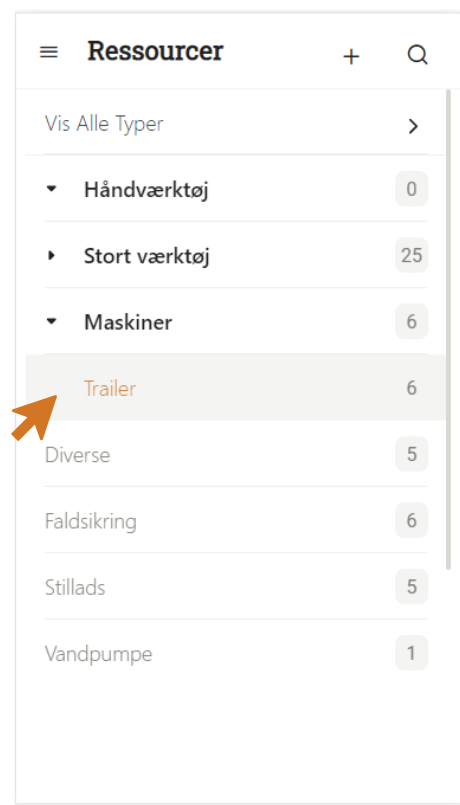 Ressourcer +
Vis Alle Typer
Håndværktøj 0
Stort værktøj 25
Maskiner 6
Trailer 6
Diverse 5
Faldsikring 6
Stillads 5
Vandpumpe 1